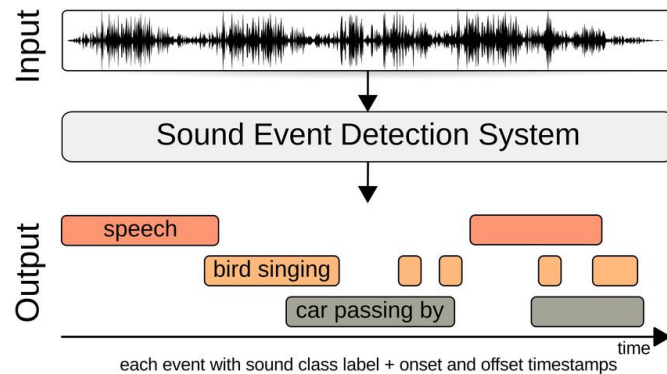 Input
Sound Event Detection System
Output
speech
bird singing
car passing by
time
each event with sound class label + onset and offset timestamps